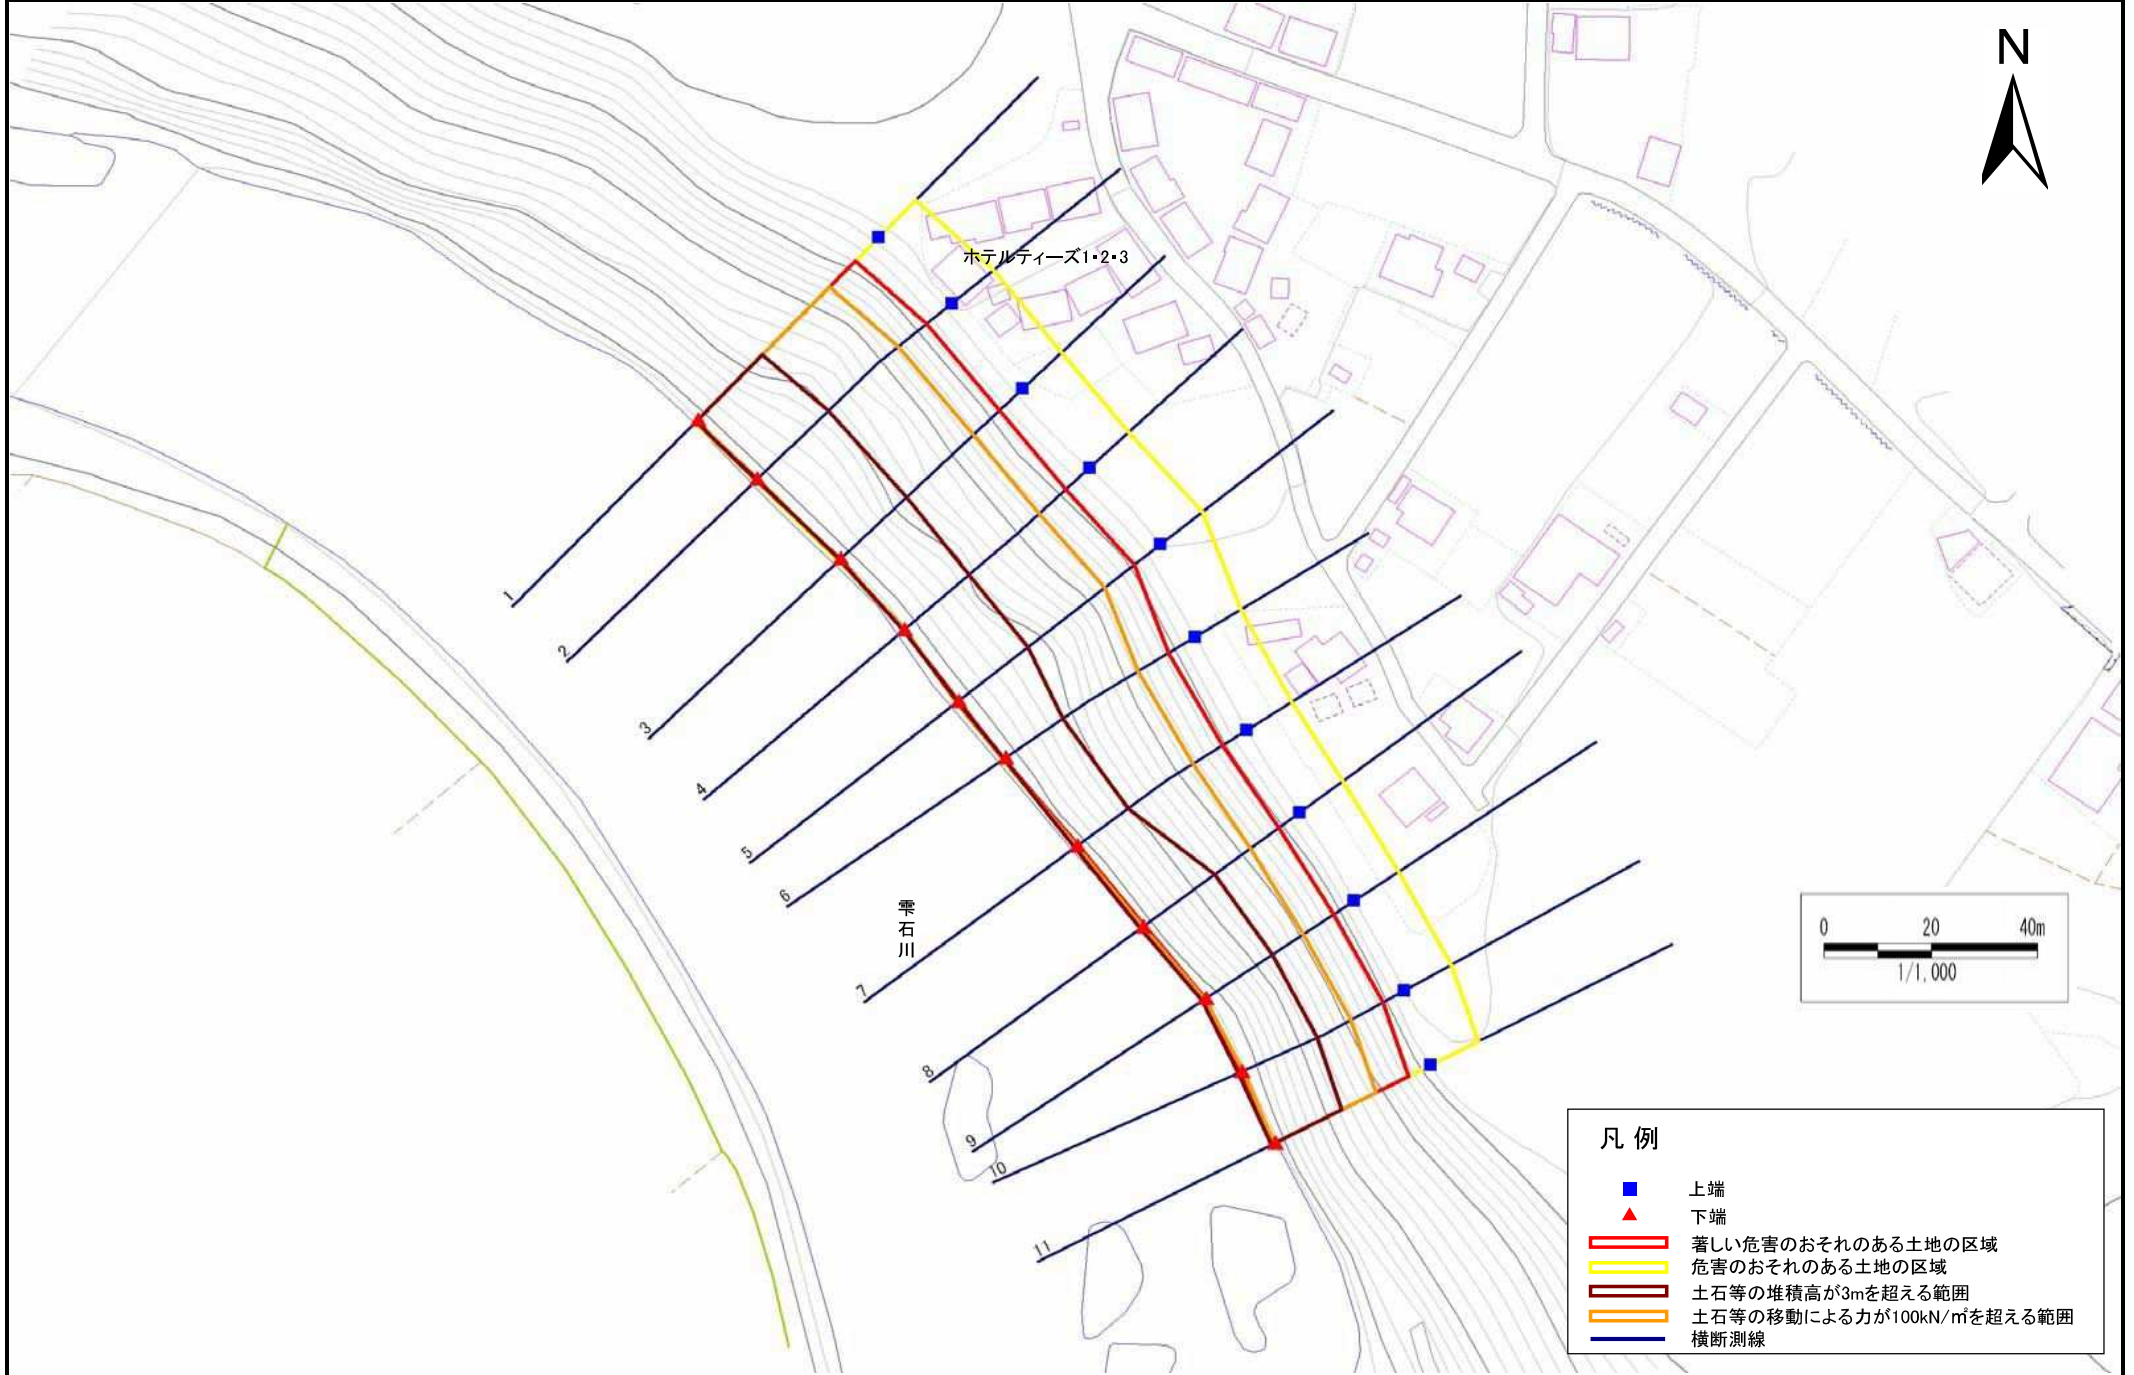 N
ホテルティーズ1・2・3
1
2
3
4
5
6
7
8
9
10
11
雫石川
0 20 40m
1/1,000
凡 例
上端
下端
著しい危害のおそれのある土地の区域
危害のおそれのある土地の区域
土石等の堆積高が3mを超える範囲
土石等の移動による力が100kN/㎡を超える範囲
横断測線